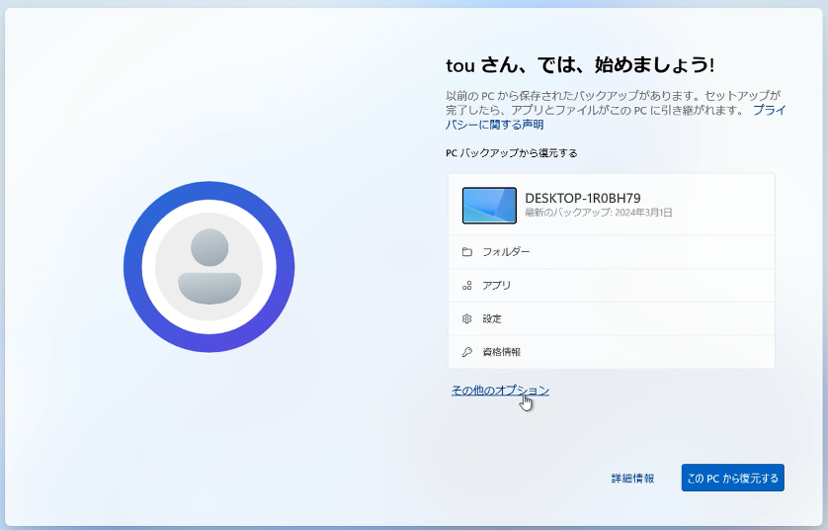 tou さん、では、始めましょう!
以前の PC から保存されたバックアップがあります。セットアップが
完了したら、アプリとファイルがこの PC に引き継がれます。 プライ
バシーに関する声明
PC バックアップから復元する
DESKTOP-1R0BH79
最新のバックアップ: 2024年3月1日
フォルダー
アプリ
設定
資格情報
その他のオプション
詳細情報
この PC から復元する